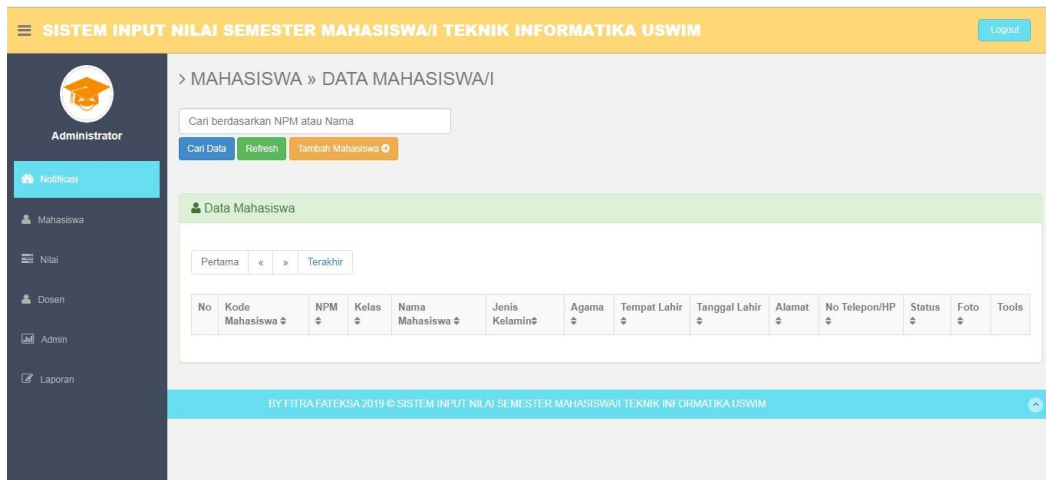 SISTEM INPUT NILAI SEMESTER MAHASISWA/I TEKNIK INFORMATIKA USWIM
Logout
Administrator
Notifikasi
Mahasiswa
Nilai
Dosen
Admin
Laporan
> MAHASISWA » DATA MAHASISWA/I
Cari berdasarkan NPM atau Nama
Cari Data Refresh Tambah Mahasiswa
Data Mahasiswa
Pertama « » Terakhir
No Kode NPM Kelas Nama Jenis Agama Tempat Lahir Tanggal Lahir Alamat No Telepon/HP Status Foto Tools
Mahasiswa Mahasiswa Kelamin
BY FITRA FATEKSA 2019 © SISTEM INPUT NILAI SEMESTER MAHASISWA/I TEKNIK INFORMATIKA USWIM